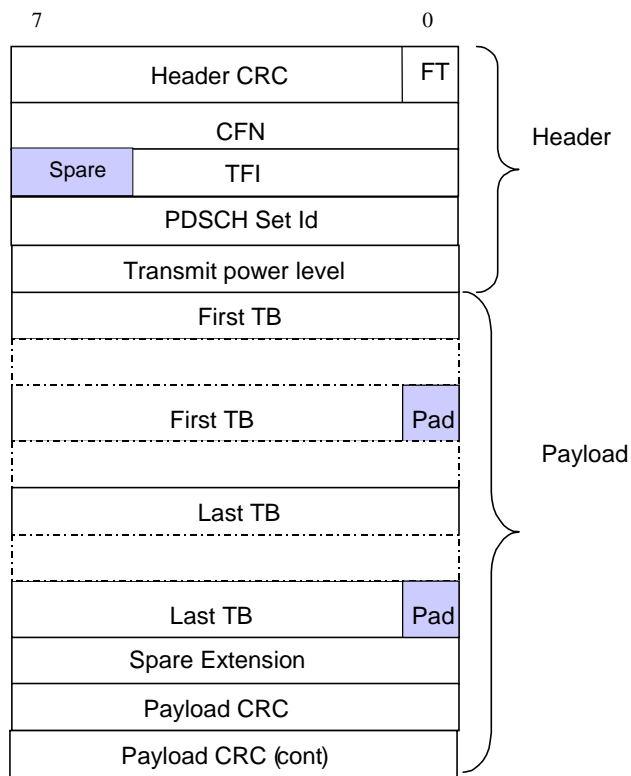 7 0
Header CRC FT
CFN
Header
Spare TFI
PDSCH Set Id
Transmit power level
First TB
First TB Pad
Payload
Last TB
Last TB Pad
Spare Extension
Payload CRC
Payload CRC (cont)